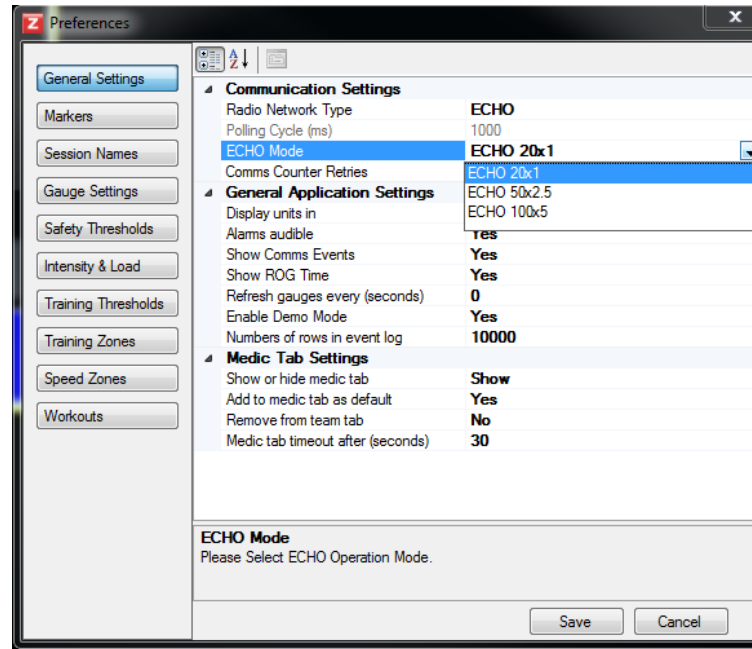 Z Preferences x
General Settings
Markers
Session Names
Gauge Settings
Safety Thresholds
Intensity & Load
Training Thresholds
Training Zones
Speed Zones
Workouts
A Z
Communication Settings
Radio Network Type ECHO
Polling Cycle (ms) 1000
ECHO Mode ECHO 20x1
Comms Counter Retries
ECHO 20x1
ECHO 50x2.5
ECHO 100x5
General Application Settings
Display units in
Alarms audible Yes
Show Comms Events Yes
Show ROG Time Yes
Refresh gauges every (seconds) 0
Enable Demo Mode Yes
Numbers of rows in event log 10000
Medic Tab Settings
Show or hide medic tab Show
Add to medic tab as default Yes
Remove from team tab No
Medic tab timeout after (seconds) 30
ECHO Mode
Please Select ECHO Operation Mode.
Save Cancel